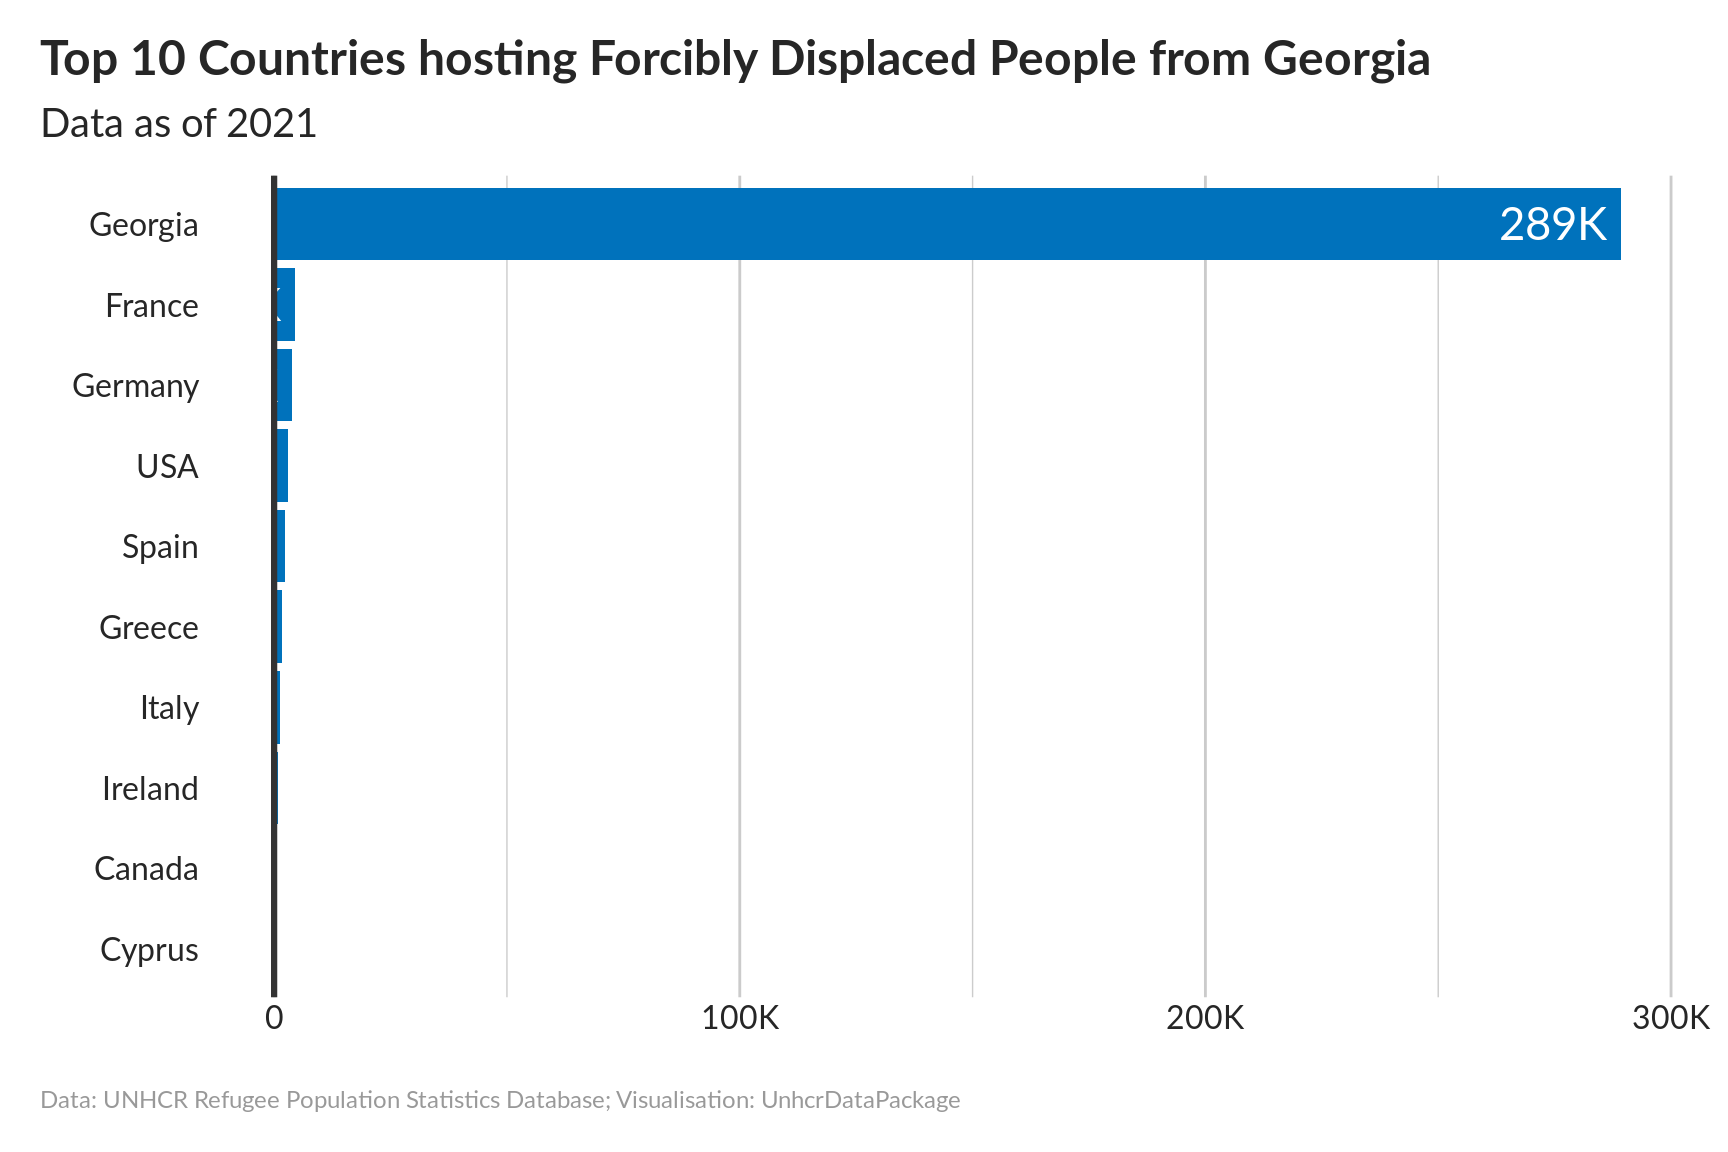 Top 10 Countries hosting Forcibly Displaced People from Georgia
Data as of 2021
Georgia
289K
France
Germany
USA
Spain
Greece
Italy
Ireland
Canada
Cyprus
0 100K 200K 300K
Data: UNHCR Refugee Population Statistics Database; Visualisation: UnhcrDataPackage